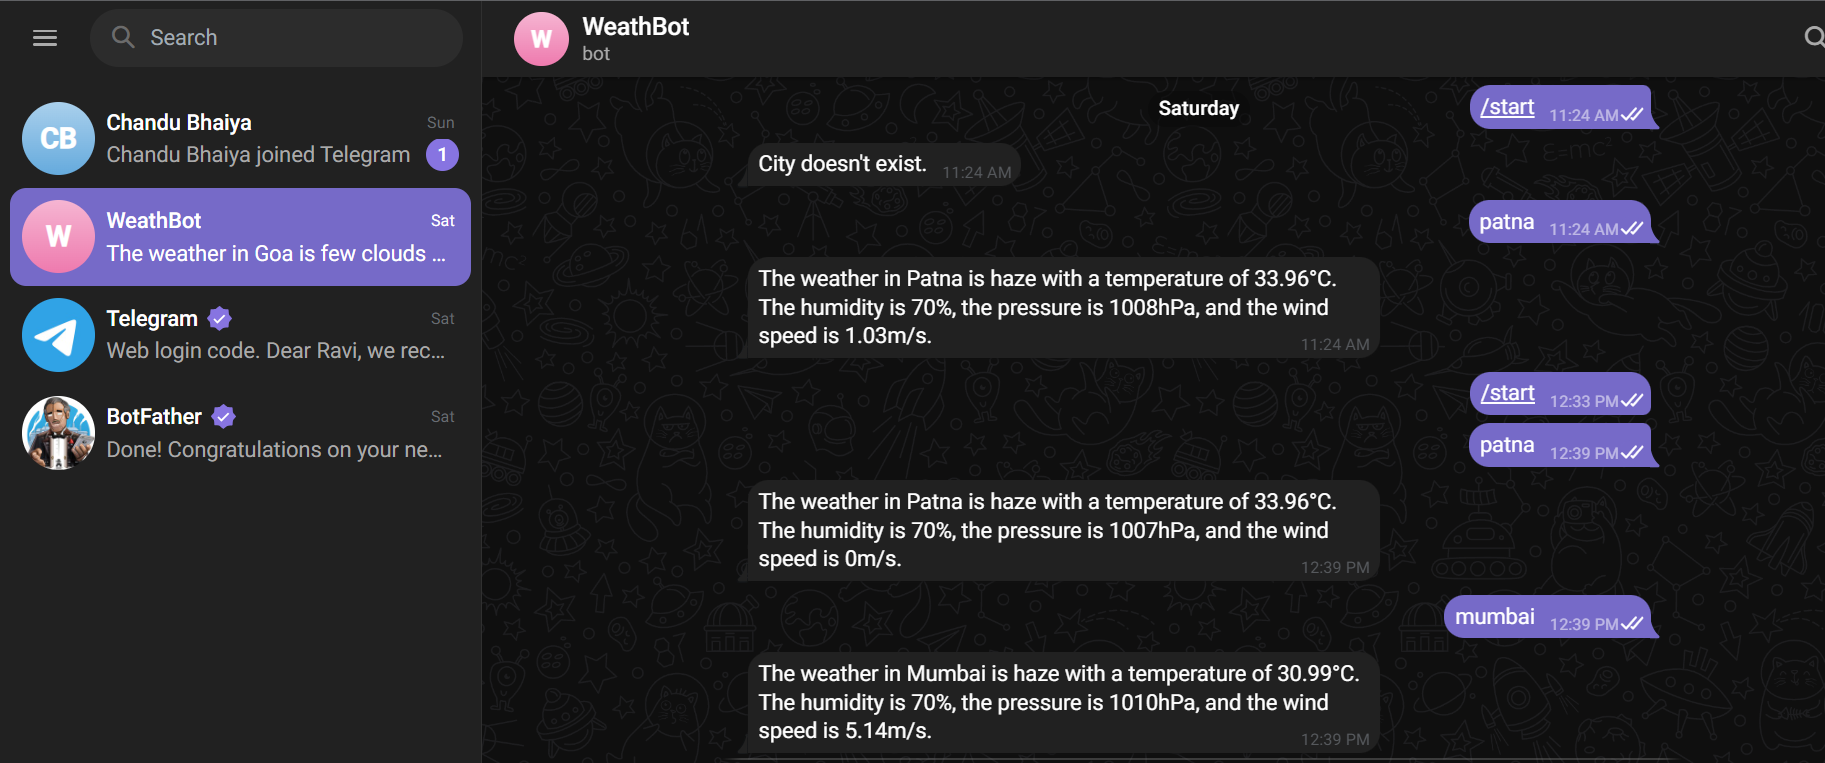 Search
CB
Chandu Bhaiya
Sun
Chandu Bhaiya joined Telegram
1
W
WeathBot
Sat
The weather in Goa is few clouds ...
Telegram
Sat
Web login code. Dear Ravi, we rec...
BotFather
Sat
Done! Congratulations on your ne...
W
WeathBot
bot
Saturday
/start 11:24 AM
City doesn't exist. 11:24 AM
patna 11:24 AM
The weather in Patna is haze with a temperature of 33.96°C.
The humidity is 70%, the pressure is 1008hPa, and the wind
speed is 1.03m/s.
11:24 AM
/start 12:33 PM
patna 12:39 PM
The weather in Patna is haze with a temperature of 33.96°C.
The humidity is 70%, the pressure is 1007hPa, and the wind
speed is 0m/s.
12:39 PM
mumbai 12:39 PM
The weather in Mumbai is haze with a temperature of 30.99°C.
The humidity is 70%, the pressure is 1010hPa, and the wind
speed is 5.14m/s.
12:39 PM